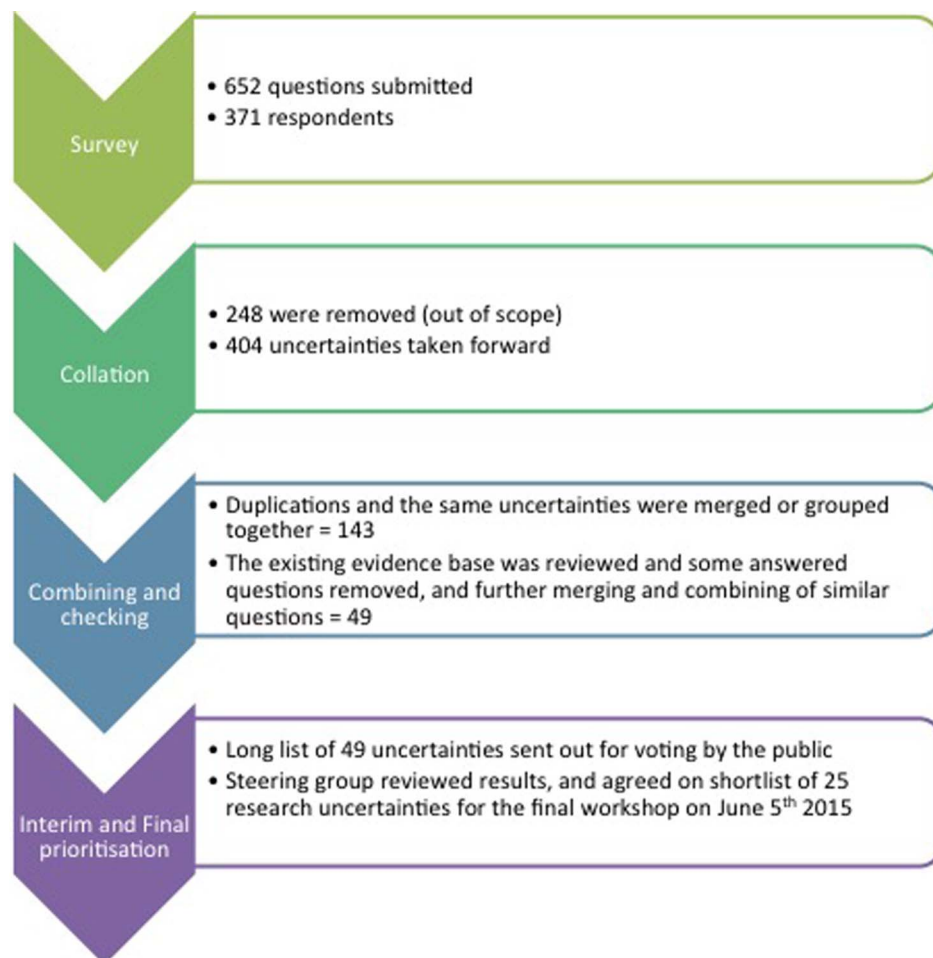 Survey
• 652 questions submitted
• 371 respondents
Collation
• 248 were removed (out of scope)
• 404 uncertainties taken forward
Combining and
checking
• Duplications and the same uncertainties were merged or grouped
together = 143
• The existing evidence base was reviewed and some answered
questions removed, and further merging and combining of similar
questions = 49
Interim and Final
prioritisation
• Long list of 49 uncertainties sent out for voting by the public
• Steering group reviewed results, and agreed on shortlist of 25
research uncertainties for the final workshop on June 5th 2015